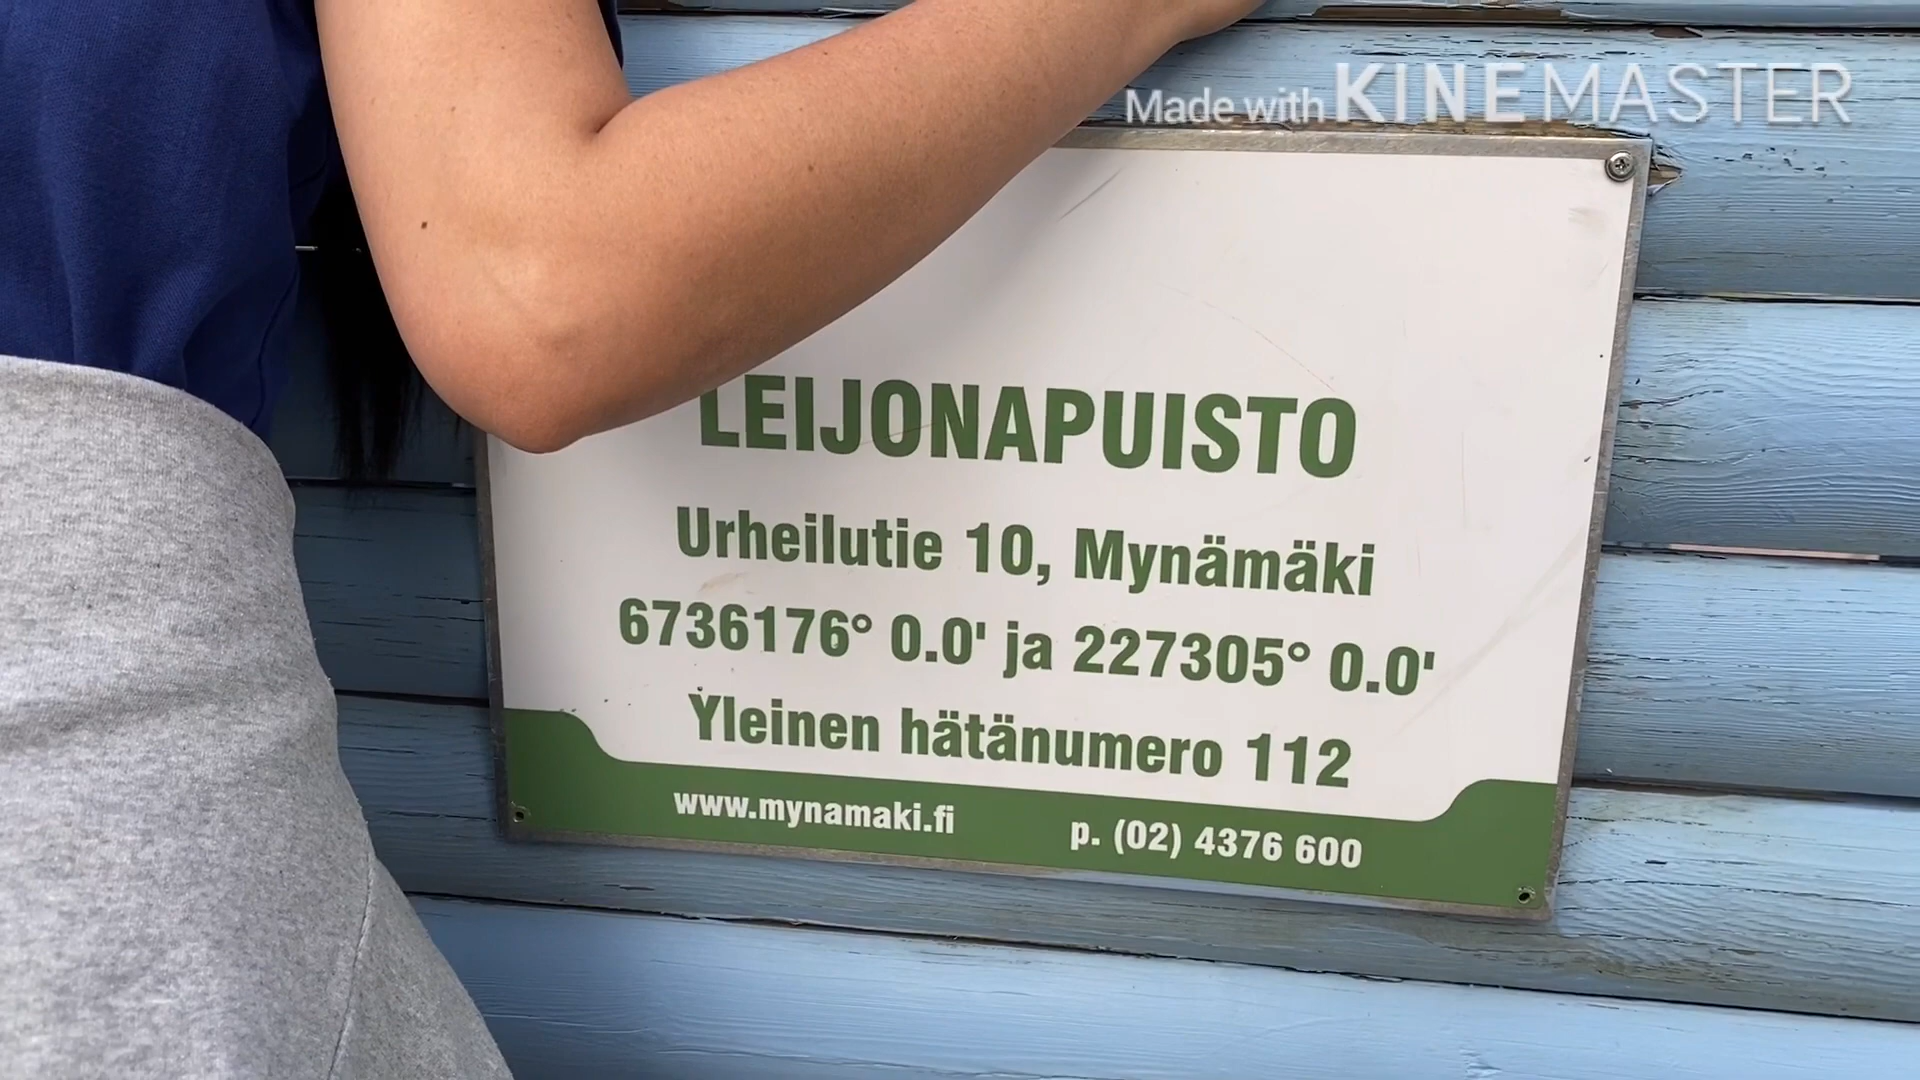 Made with KINEMASTER
LEIJONAPUISTO
Urheilutie 10, Mynämäki
6736176° 0.0' ja 227305° 0.0'
Yleinen hätänumero 112
www.mynamaki.fi p. (02) 4376 600